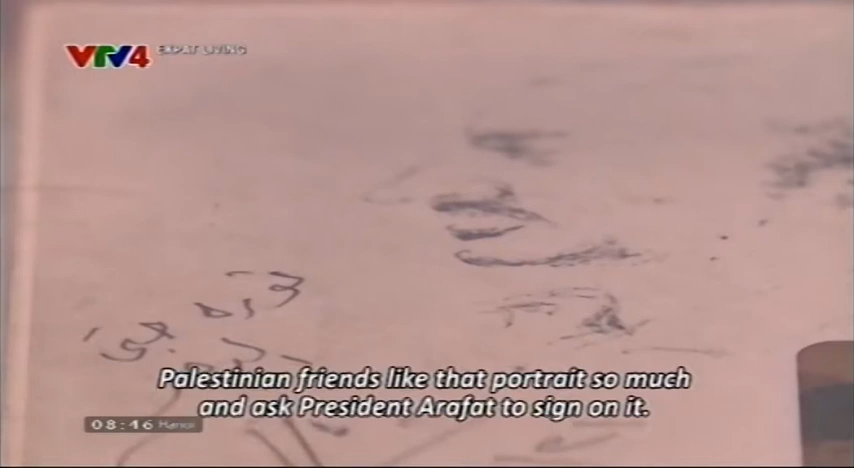 VTV4 EXPAT LIVING
Palestinian friends like that portrait so much
and ask President Arafat to sign on it.
08:46 Hanoi